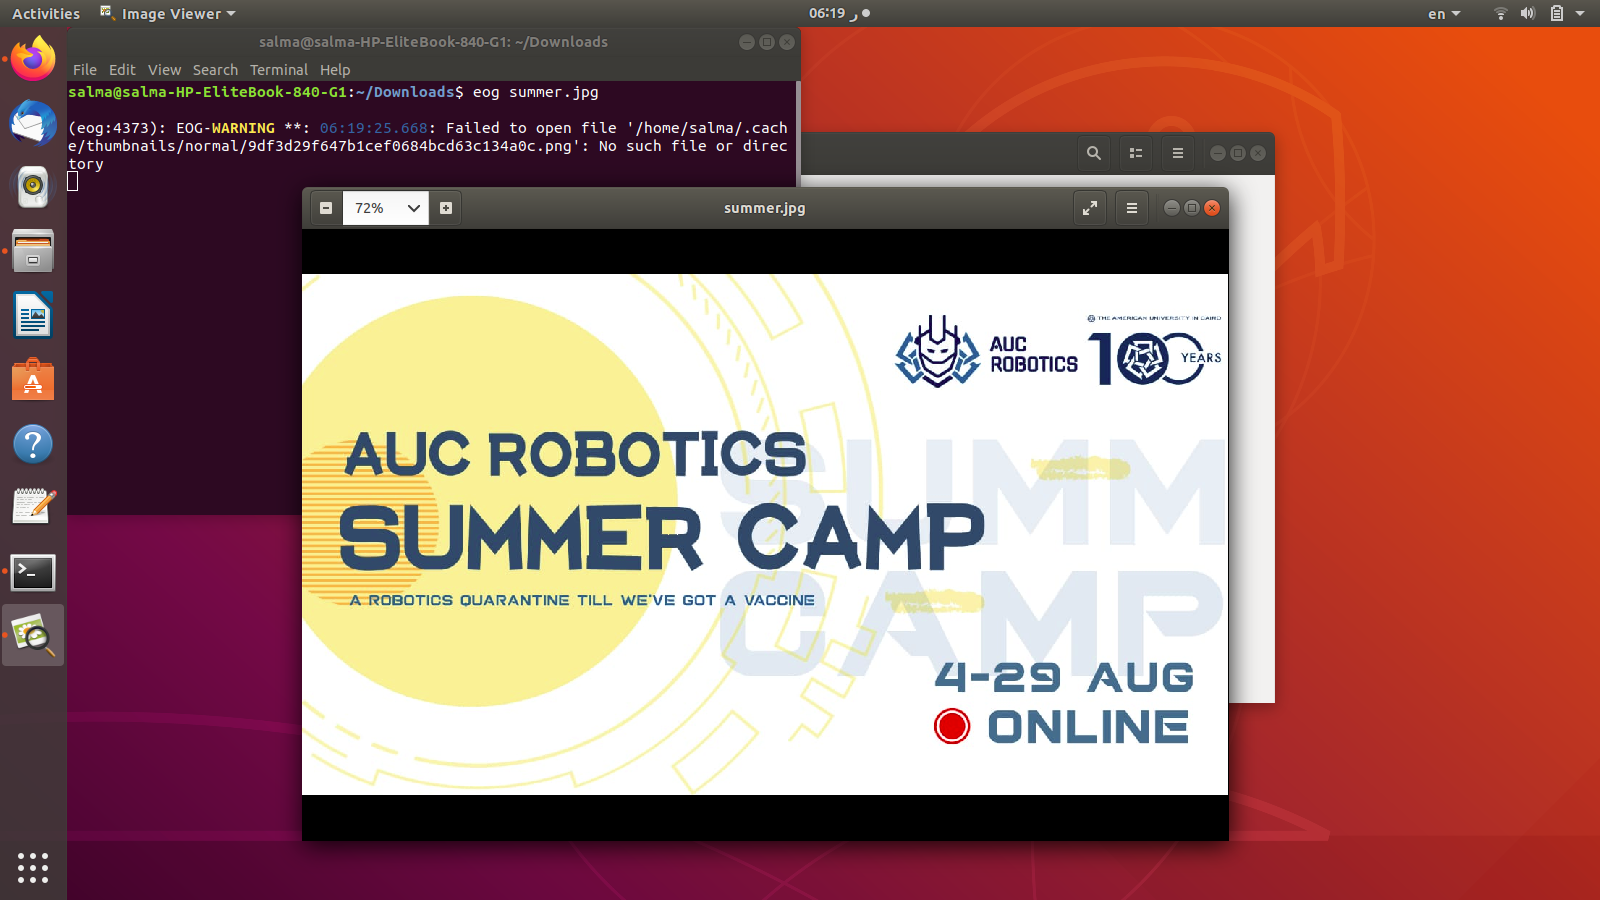 Activities
Image Viewer
06:19 ر
en
salma@salma-HP-EliteBook-840-G1: ~/Downloads
File Edit View Search Terminal Help
salma@salma-HP-EliteBook-840-G1:~/Downloads$ eog summer.jpg
(eog:4373): EOG-WARNING **: 06:19:25.668: Failed to open file '/home/salma/.cach
e/thumbnails/normal/9df3d29f647b1cef0684bcd63c134a0c.png': No such file or direc
tory
72%
summer.jpg
AUC
ROBOTICS
THE AMERICAN UNIVERSITY IN CAIRO
100 YEARS
AUC ROBOTICS
SUMMER CAMP
A ROBOTICS QUARANTINE TILL WE'VE GOT A VACCINE
SUMM
CAMP
4-29 AUG
ONLINE